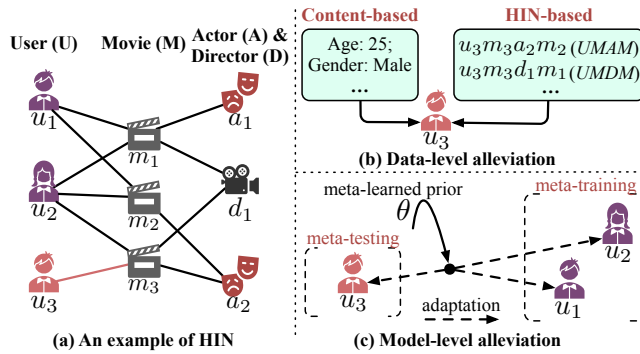 User (U) Movie (M) Actor (A) &
Director (D)
u₁
m₁
a₁
u₂
m₂
d₁
u₃
m₃
a₂
(a) An example of HIN
Content-based
Age: 25;
Gender: Male
...
HIN-based
u₃m₃a₂m₂ (UMAM)
u₃m₃d₁m₁ (UMDM)
...
u₃
(b) Data-level alleviation
meta-learned prior
θ
meta-training
meta-testing
u₂
u₃
u₁
adaptation
(c) Model-level alleviation